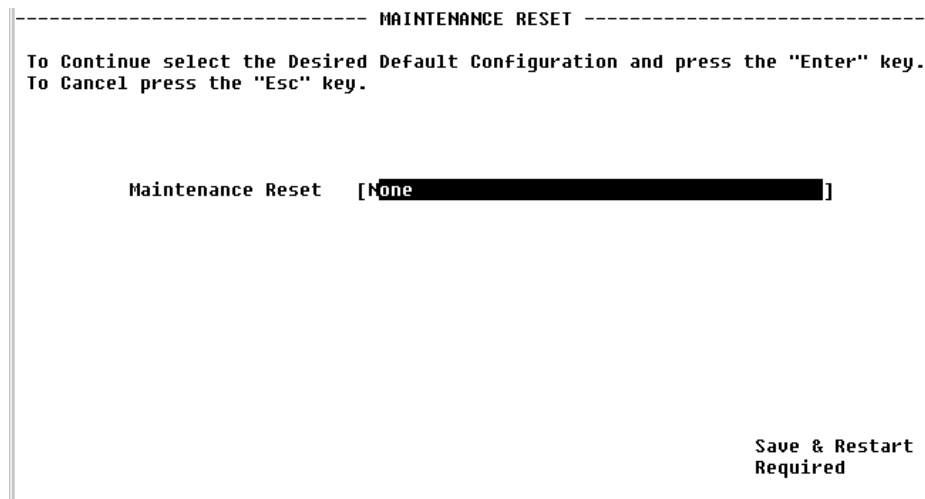 ------------------------------- MAINTENANCE RESET ------------------------------
To Continue select the Desired Default Configuration and press the "Enter" key.
To Cancel press the "Esc" key.
Maintenance Reset [None ]
Save & Restart
Required